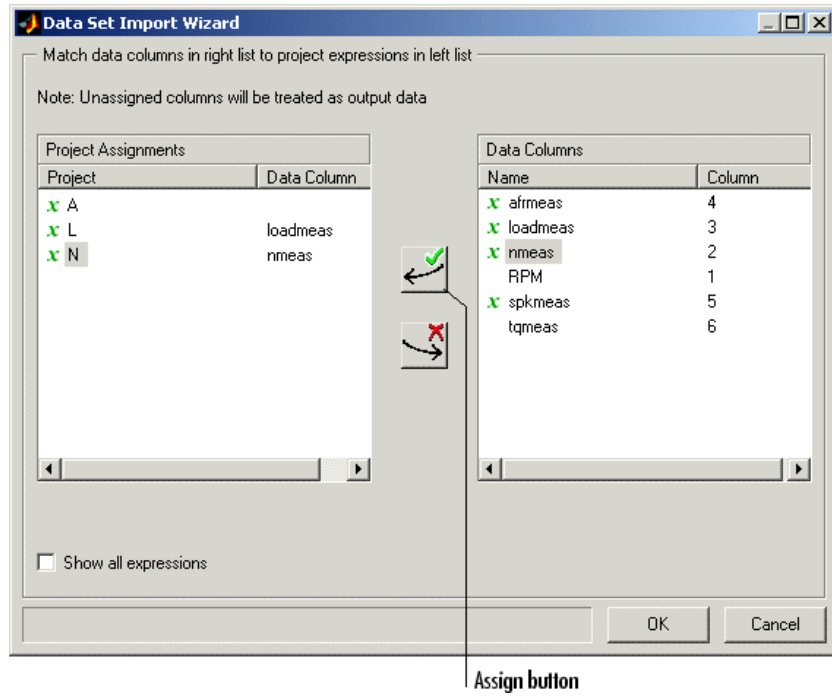 Data Set Import Wizard
Match data columns in right list to project expressions in left list
Note: Unassigned columns will be treated as output data
Project Assignments
Project Data Column
x A
x L loadmeas
x N nmeas
Data Columns
Name Column
x afrmeas 4
x loadmeas 3
x nmeas 2
RPM 1
x spkmeas 5
tqmeas 6
Show all expressions
OK Cancel
Assign button